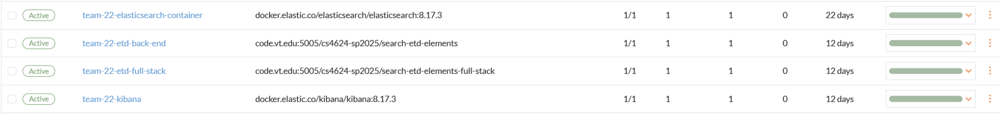 Active team-22-elasticsearch-container docker.elastic.co/elasticsearch/elasticsearch:8.17.3 1/1 1 1 0 22 days
Active team-22-etd-back-end code.vt.edu:5005/cs4624-sp2025/search-etd-elements 1/1 1 1 0 12 days
Active team-22-etd-full-stack code.vt.edu:5005/cs4624-sp2025/search-etd-elements-full-stack 1/1 1 1 0 12 days
Active team-22-kibana docker.elastic.co/kibana/kibana:8.17.3 1/1 1 1 0 12 days